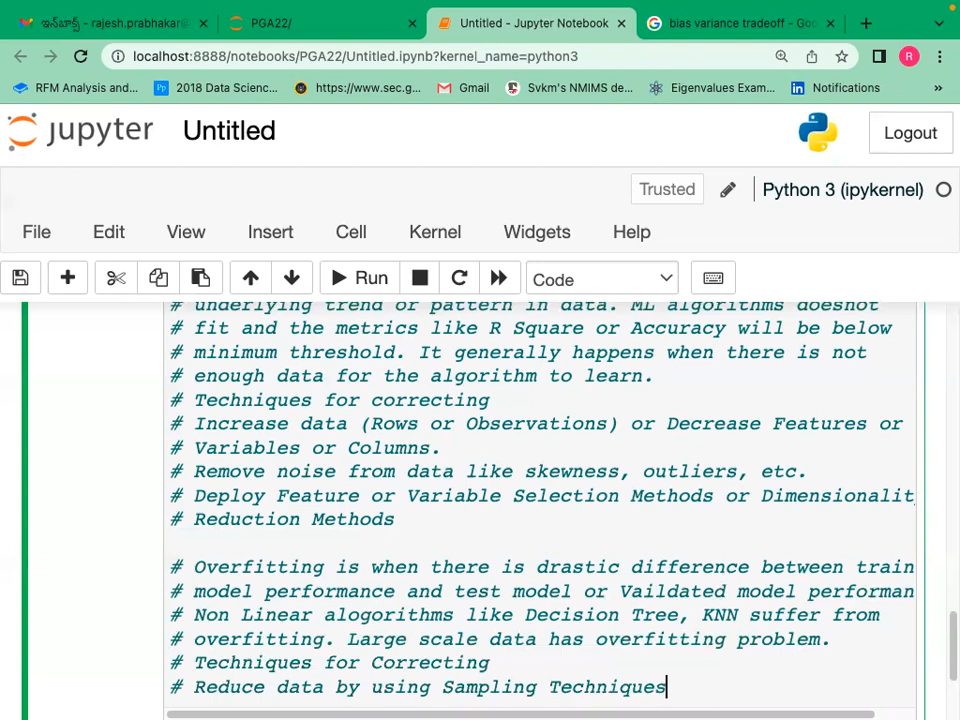 ఇన్‌బాక్స్ - rajesh.prabhakar@
PGA22/
Untitled - Jupyter Notebook
bias variance tradeoff - Goo
localhost:8888/notebooks/PGA22/Untitled.ipynb?kernel_name=python3
R
RFM Analysis and...
2018 Data Scienc...
https://www.sec.g...
Gmail
Svkm's NMIMS de...
Eigenvalues Exam...
Notifications
»
jupyter
Untitled
Logout
Trusted
Python 3 (ipykernel)
File Edit View Insert Cell Kernel Widgets Help
Run
Code
# underlying trend or pattern in data. ML algorithms doesnot
# fit and the metrics like R Square or Accuracy will be below
# minimum threshold. It generally happens when there is not
# enough data for the algorithm to learn.
# Techniques for correcting
# Increase data (Rows or Observations) or Decrease Features or
# Variables or Columns.
# Remove noise from data like skewness, outliers, etc.
# Deploy Feature or Variable Selection Methods or Dimensionalit
# Reduction Methods
# Overfitting is when there is drastic difference between train
# model performance and test model or Vaildated model performan
# Non Linear alogorithms like Decision Tree, KNN suffer from
# overfitting. Large scale data has overfitting problem.
# Techniques for Correcting
# Reduce data by using Sampling Techniques